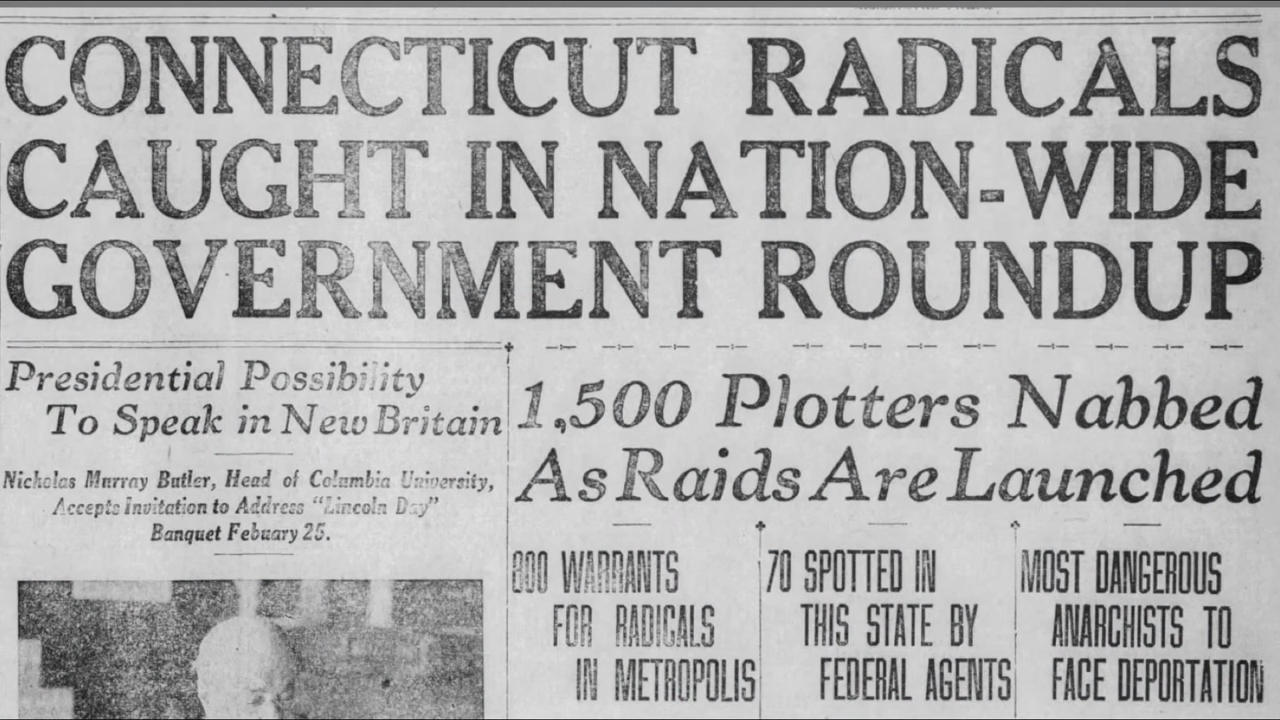 CONNECTICUT RADICALS
CAUGHT IN NATION-WIDE
GOVERNMENT ROUNDUP
Presidential Possibility
To Speak in New Britain
Nicholas Murray Butler, Head of Columbia University,
Accepts Invitation to Address "Lincoln Day"
Banquet Febuary 25.
1,500 Plotters Nabbed
As Raids Are Launched
800 WARRANTS
FOR RADICALS
IN METROPOLIS
70 SPOTTED IN
THIS STATE BY
FEDERAL AGENTS
MOST DANGEROUS
ANARCHISTS TO
FACE DEPORTATION